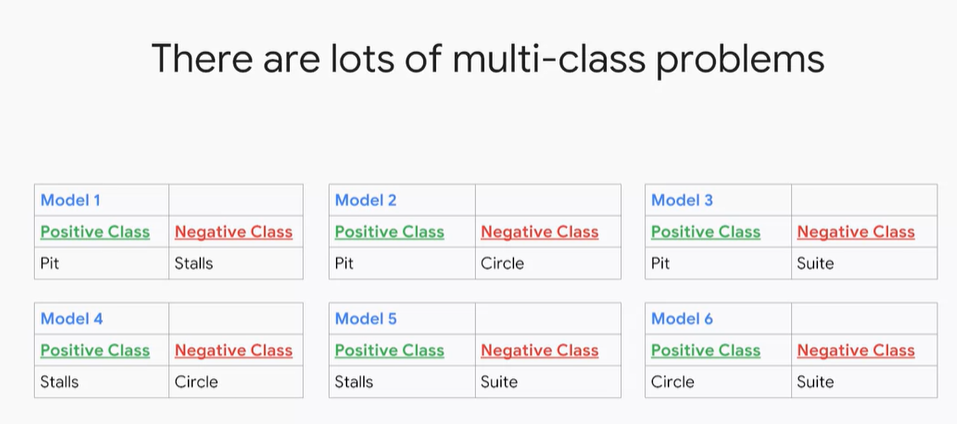 There are lots of multi-class problems
Model 1
Positive Class Negative Class
Pit Stalls
Model 2
Positive Class Negative Class
Pit Circle
Model 3
Positive Class Negative Class
Pit Suite
Model 4
Positive Class Negative Class
Stalls Circle
Model 5
Positive Class Negative Class
Stalls Suite
Model 6
Positive Class Negative Class
Circle Suite